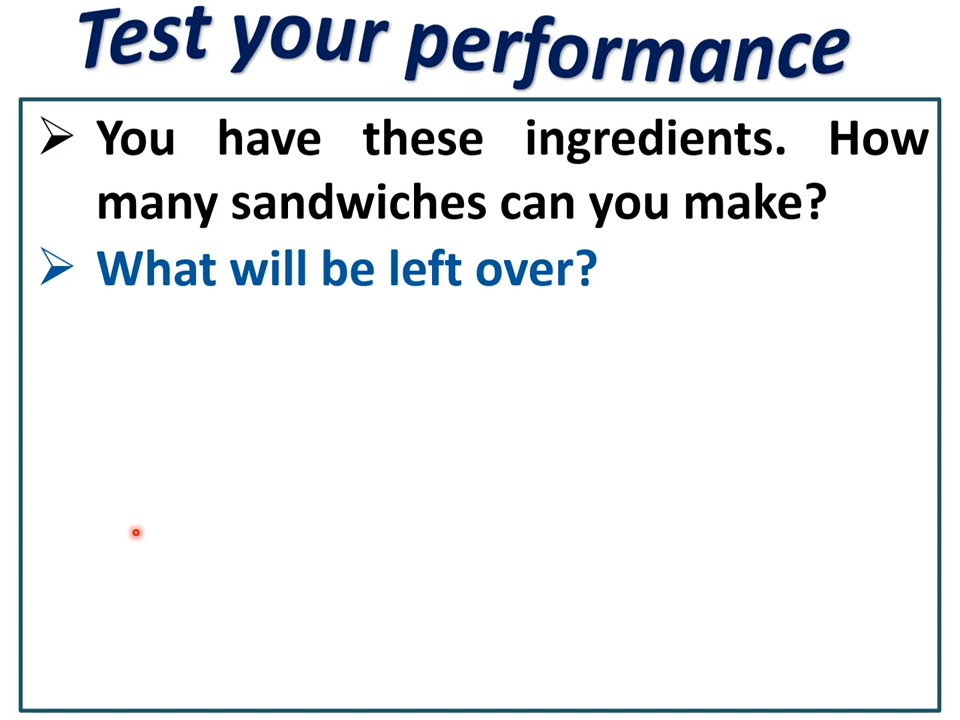 Test your performance
You have these ingredients. How
many sandwiches can you make?
What will be left over?